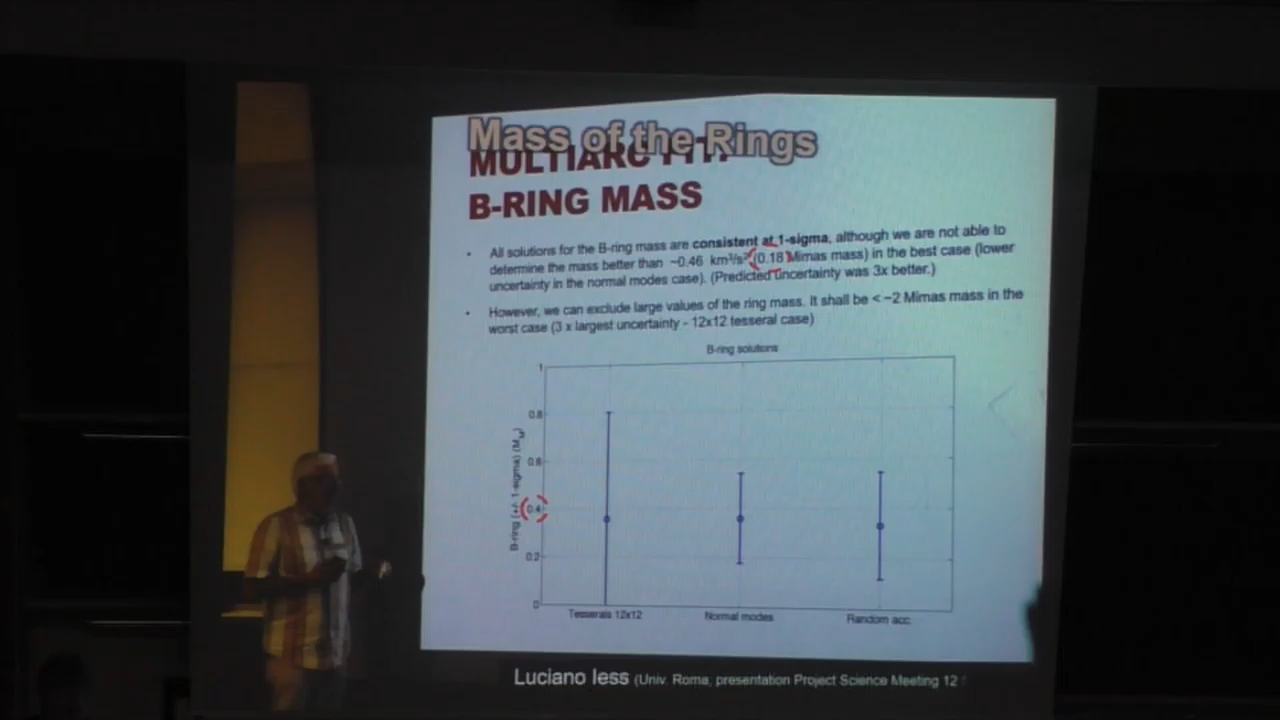 Mass of the Rings
MULTIARC FIT:
B-RING MASS
All solutions for the B-ring mass are consistent at 1-sigma, although we are not able to
determine the mass better than ~0.46 km³/s² (0.18 Mimas mass) in the best case (lower
uncertainty in the normal modes case). (Predicted uncertainty was 3x better.)
However, we can exclude large values of the ring mass. It shall be < ~2 Mimas mass in the
worst case (3 x largest uncertainty - 12x12 tesseral case)
B-ring solutions
1
0.8
0.6
0.4
0.2
0
B-ring (+/- 1-sigma) (M_M)
Tesserals 12x12 Normal modes Random acc.
Luciano Iess (Univ. Roma; presentation Project Science Meeting 12